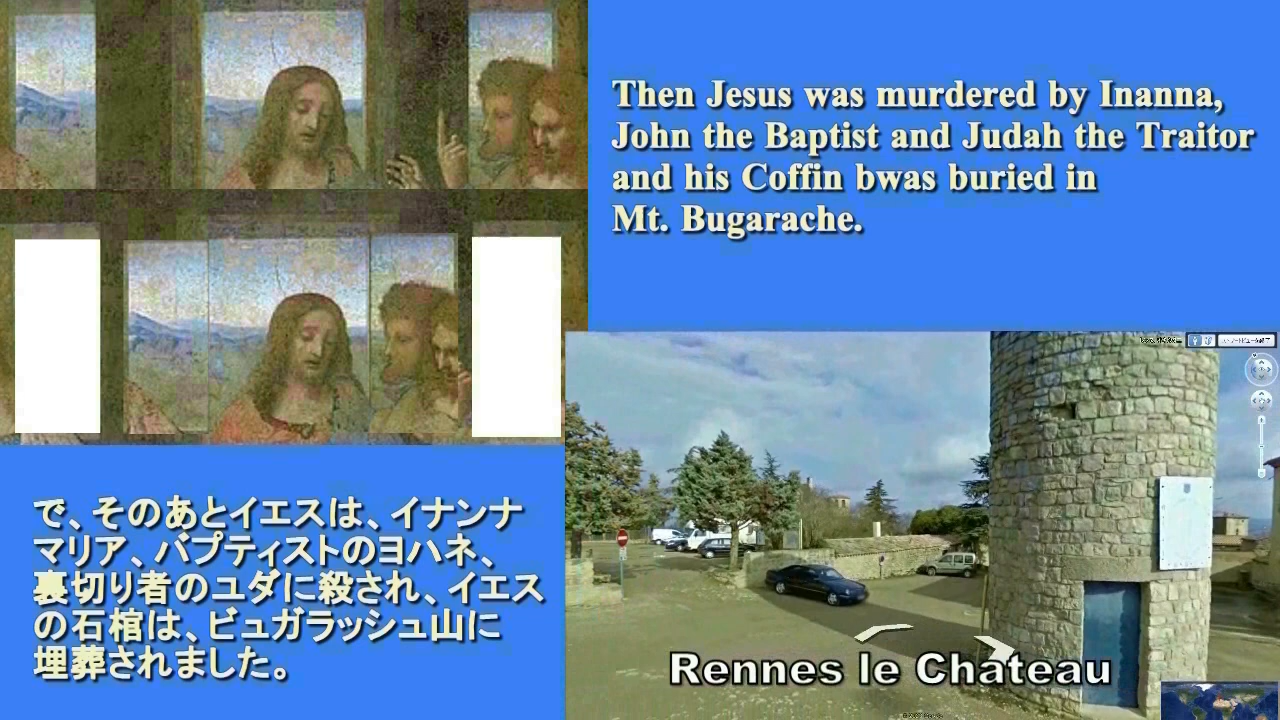 Then Jesus was murdered by Inanna,
John the Baptist and Judah the Traitor
and his Coffin bwas buried in
Mt. Bugarache.
で、そのあとイエスは、イナンナ
マリア、バプティストのヨハネ、
裏切り者のユダに殺され、イエス
の石棺は、ビュガラッシュ山に
埋葬されました。
Rennes le Chateau